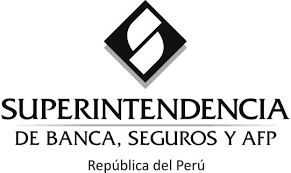 SUPERINTENDENCIA
DE BANCA, SEGUROS Y AFP
República del Perú